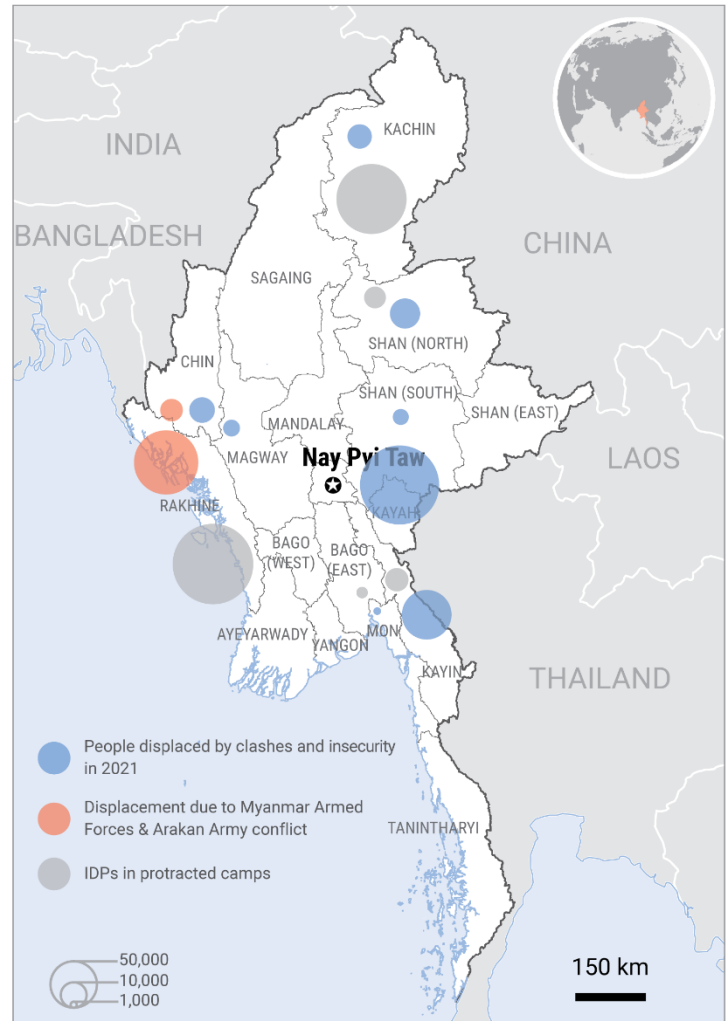 KACHIN
INDIA
BANGLADESH
CHINA
SAGAING
SHAN (NORTH)
CHIN
SHAN (SOUTH)
SHAN (EAST)
MANDALAY
Nay Pyi Taw
MAGWAY
LAOS
RAKHINE
KAYAH
BAGO
(WEST)
BAGO
(EAST)
AYEYARWADY
YANGON
MON
KAYIN
THAILAND
People displaced by clashes and insecurity
in 2021
Displacement due to Myanmar Armed
Forces & Arakan Army conflict
TANINTHARYI
IDPs in protracted camps
50,000
10,000
1,000
150 km